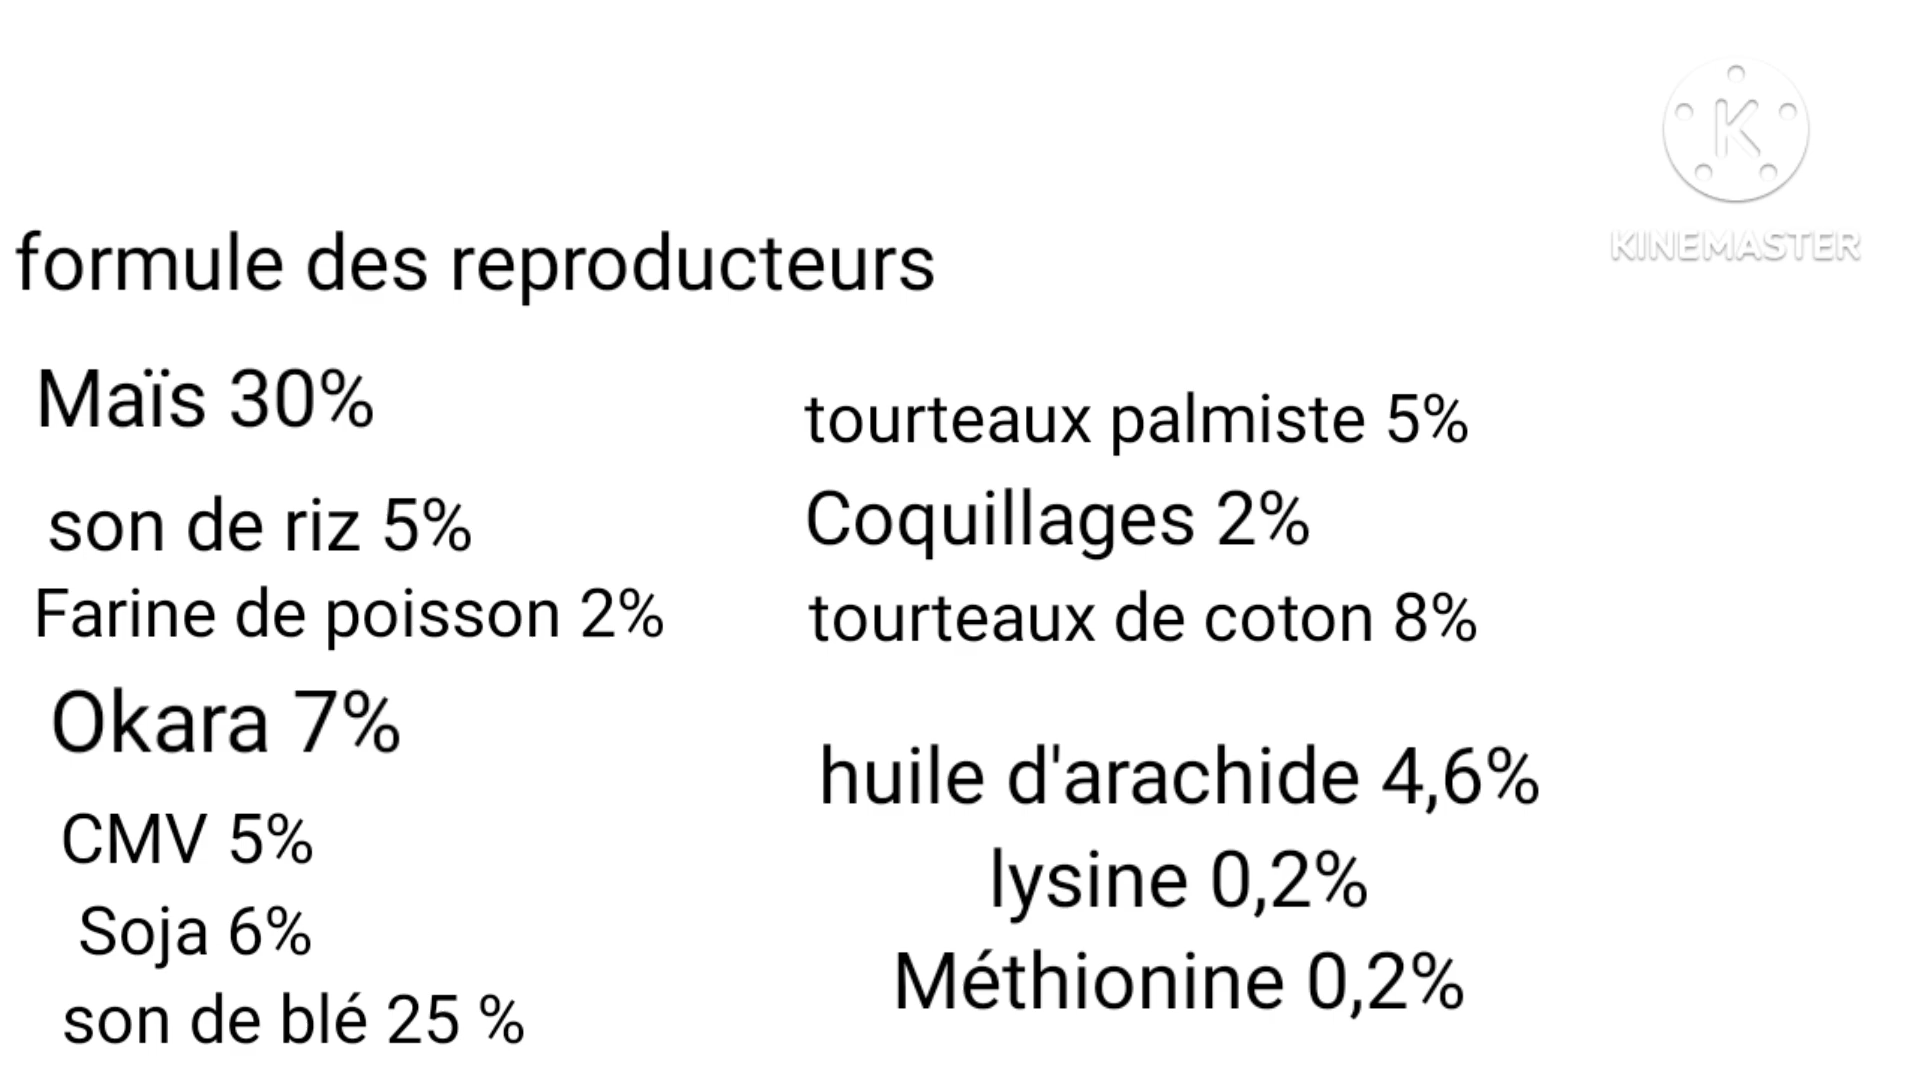 KINEMASTER
formule des reproducteurs
Maïs 30%
son de riz 5%
Farine de poisson 2%
Okara 7%
CMV 5%
Soja 6%
son de blé 25 %
tourteaux palmiste 5%
Coquillages 2%
tourteaux de coton 8%
huile d'arachide 4,6%
lysine 0,2%
Méthionine 0,2%